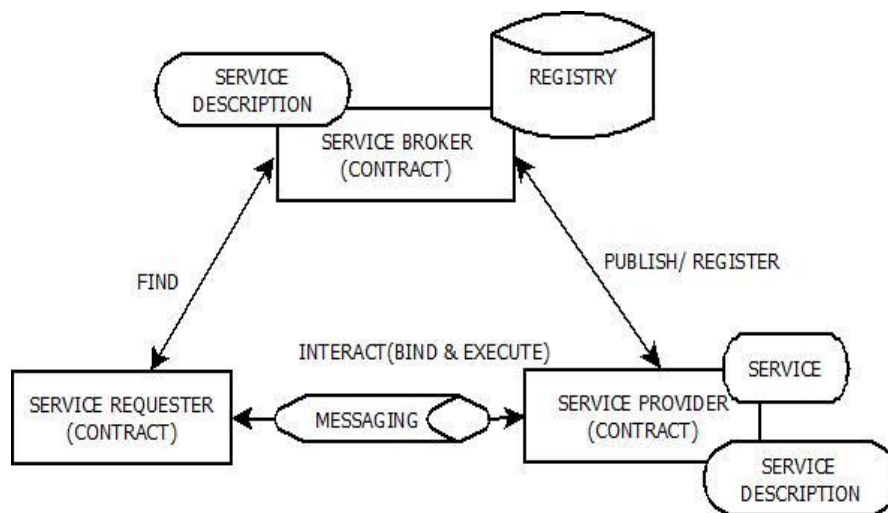 SERVICE
DESCRIPTION
REGISTRY
SERVICE BROKER
(CONTRACT)
FIND
PUBLISH/ REGISTER
INTERACT(BIND & EXECUTE)
SERVICE REQUESTER
(CONTRACT)
MESSAGING
SERVICE PROVIDER
(CONTRACT)
SERVICE
SERVICE
DESCRIPTION